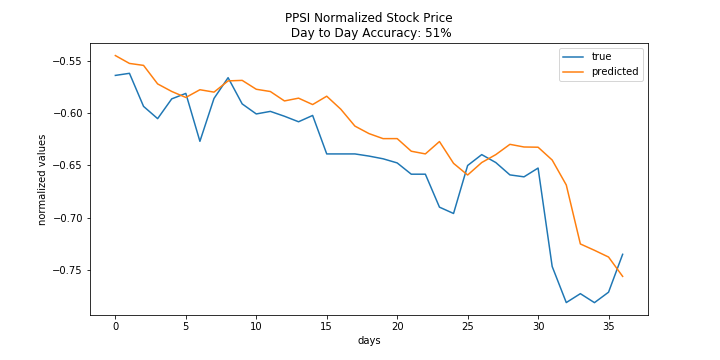 PPSI Normalized Stock Price
Day to Day Accuracy: 51%
true
predicted
normalized values
−0.55
−0.60
−0.65
−0.70
−0.75
0
5
10
15
20
25
30
35
days